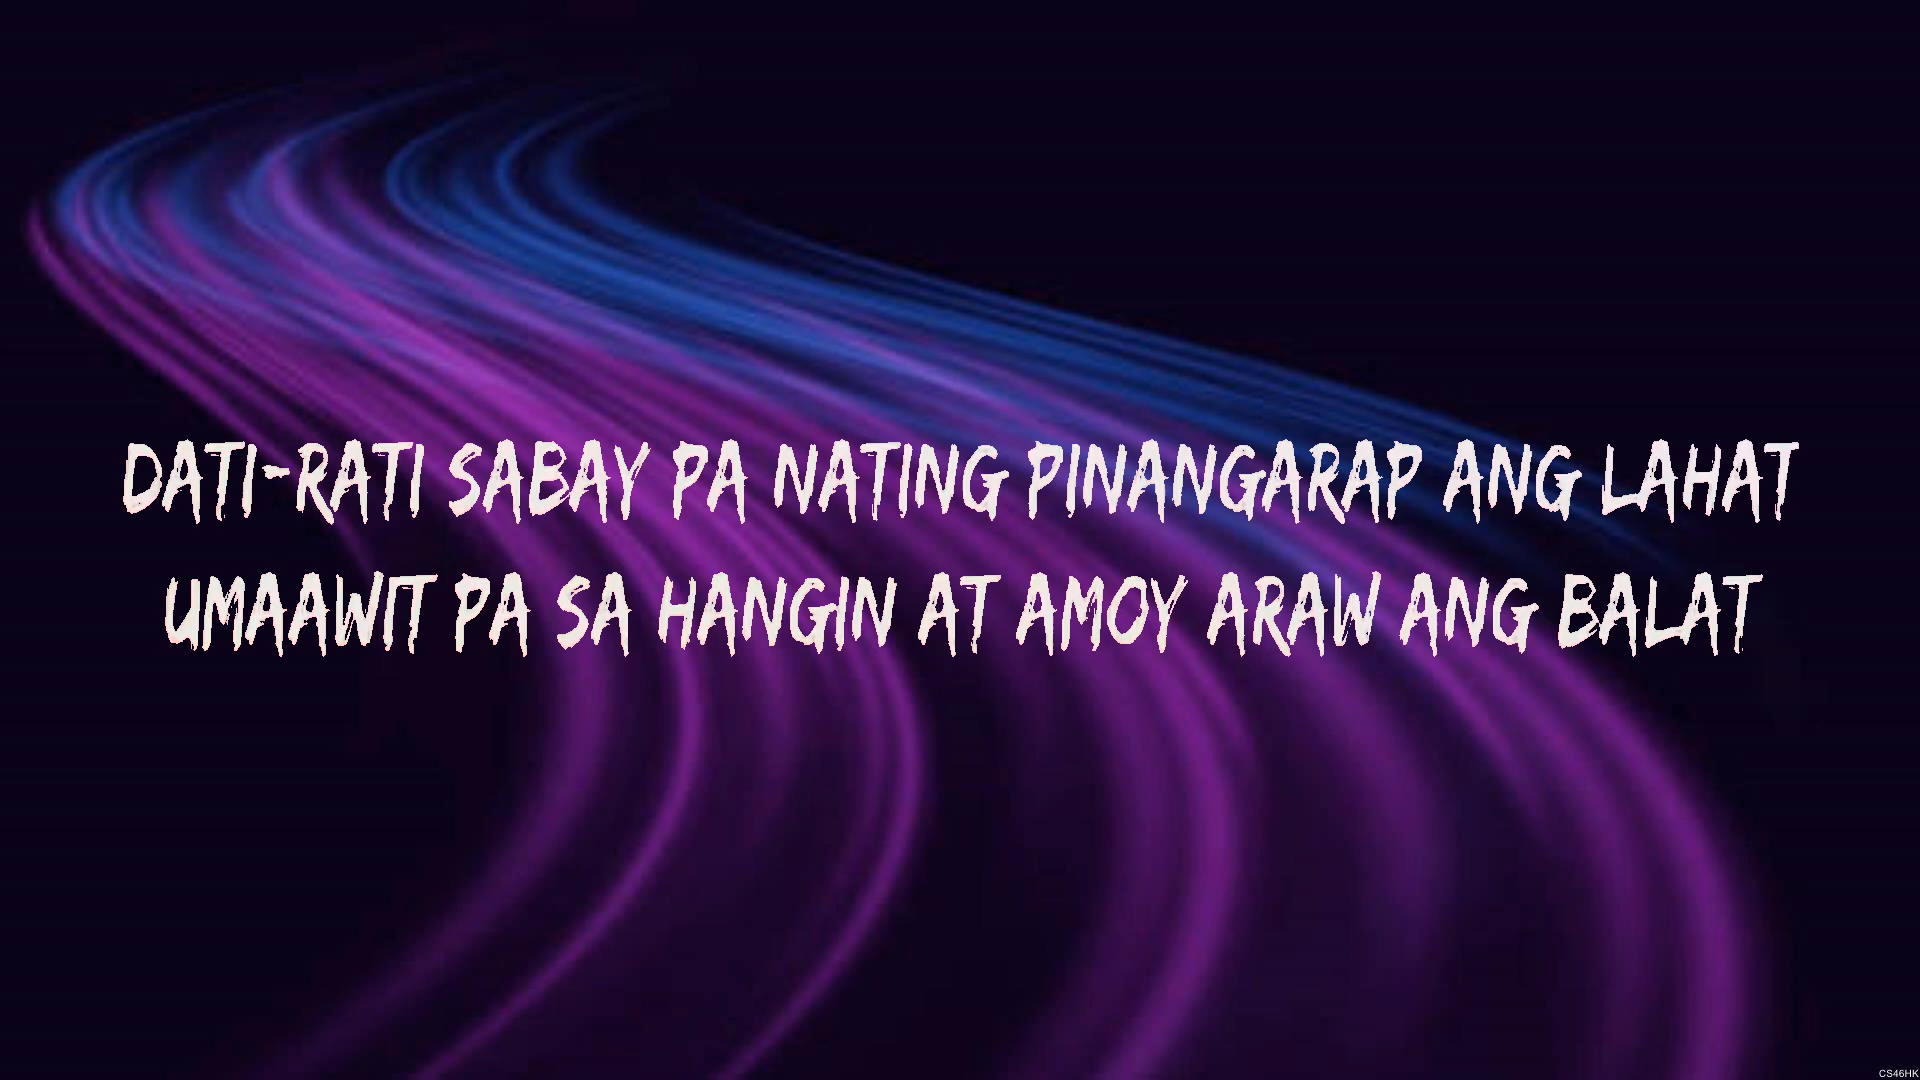 DATI-RATI SABAY PA NATING PINANGARAP ANG LAHAT
UMAAWIT PA SA HANGIN AT AMOY ARAW ANG BALAT
CS46HK